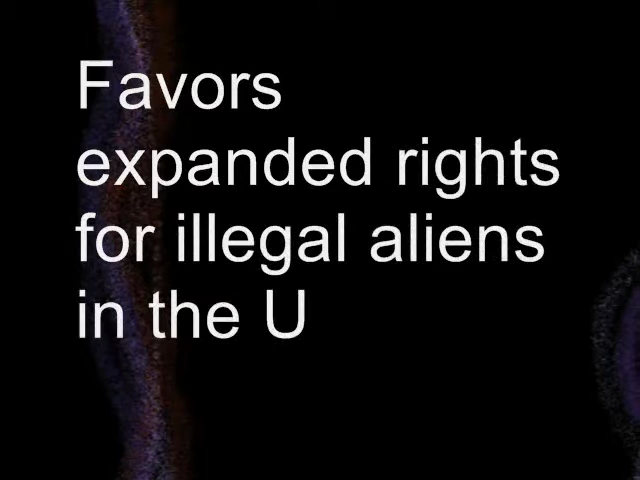 Favors
expanded rights
for illegal aliens
in the U